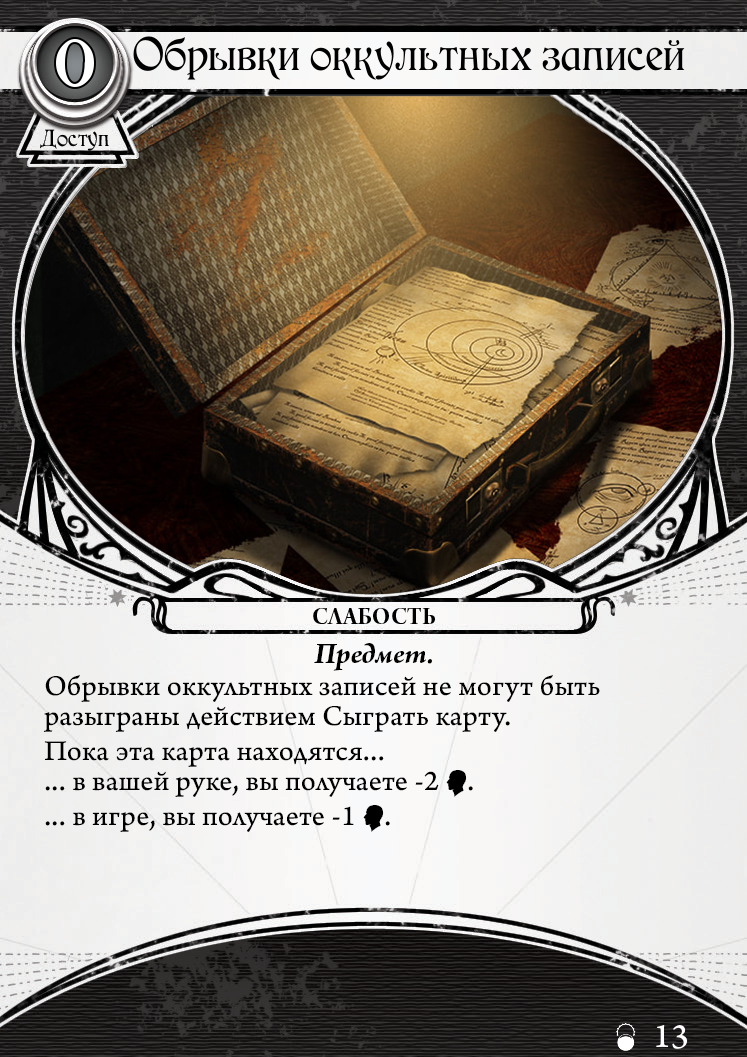 0
Обрывки оккультных записей
Доступ
СЛАБОСТЬ
Предмет.
Обрывки оккультных записей не могут быть
разыграны действием Сыграть карту.
Пока эта карта находятся...
... в вашей руке, вы получаете -2
.
... в игре, вы получаете -1
.
13